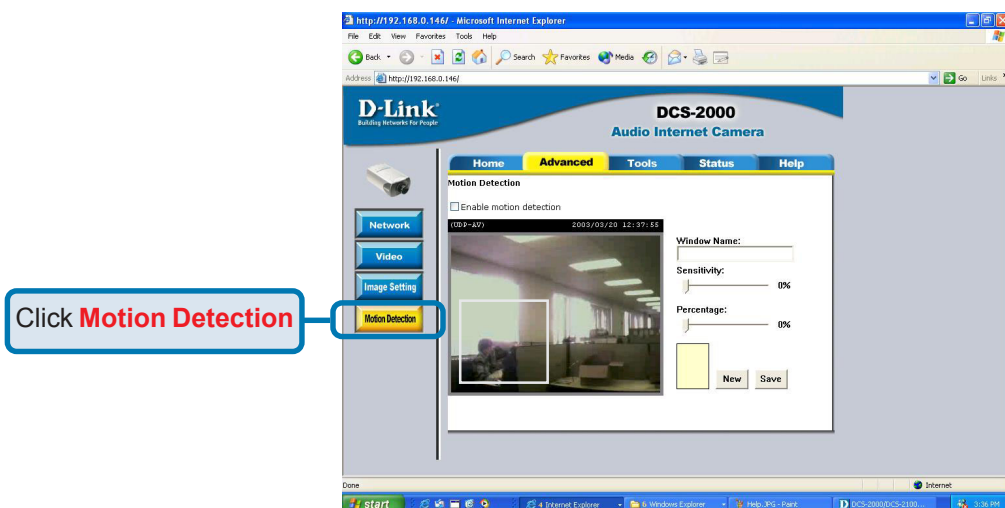 http://192.168.0.146/ - Microsoft Internet Explorer
File Edit View Favorites Tools Help
Back Search Favorites Media
Address http://192.168.0.146/ Go Links
D-Link
Building Networks For People
DCS-2000
Audio Internet Camera
Home Advanced Tools Status Help
Motion Detection
Enable motion detection
(UDP-AV) 2003/03/20 12:37:55
Network
Video
Image Setting
Motion Detection
Window Name:
Sensitivity:
0%
Percentage:
0%
New Save
Click Motion Detection
Done Internet
start 4 Internet Explorer 6 Windows Explorer Help.JPG - Paint DCS-2000/DCS-2100... 3:36 PM